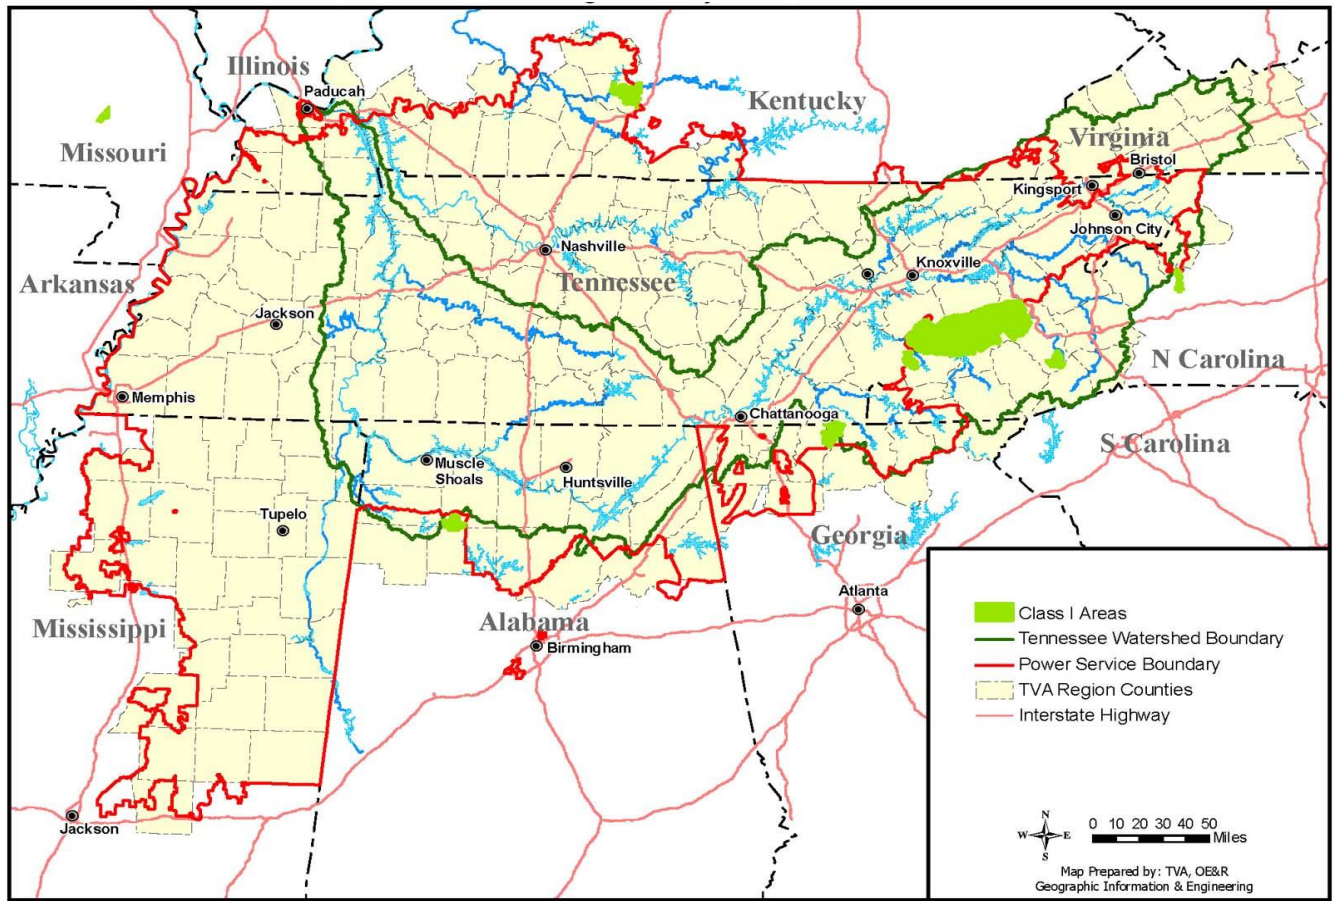 Illinois
Paducah
Kentucky
Missouri
Virginia
Bristol
Kingsport
Johnson City
Nashville
Tennessee
Knoxville
Arkansas
Jackson
N Carolina
Memphis
Chattanooga
S Carolina
Muscle
Shoals
Huntsville
Tupelo
Georgia
Atlanta
Mississippi
Alabama
Birmingham
Jackson
Class I Areas
Tennessee Watershed Boundary
Power Service Boundary
TVA Region Counties
Interstate Highway
N
W E
S
0 10 20 30 40 50
Miles
Map Prepared by: TVA, OE&R
Geographic Information & Engineering